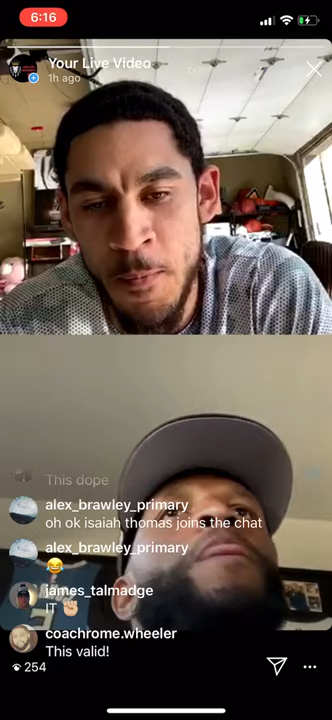 6:16
Your Live Video
1h ago
This dope
alex_brawley_primary
oh ok isaiah thomas joins the chat
alex_brawley_primary
😂
james_talmadge
IT ✊🏼
coachrome.wheeler
This valid!
254